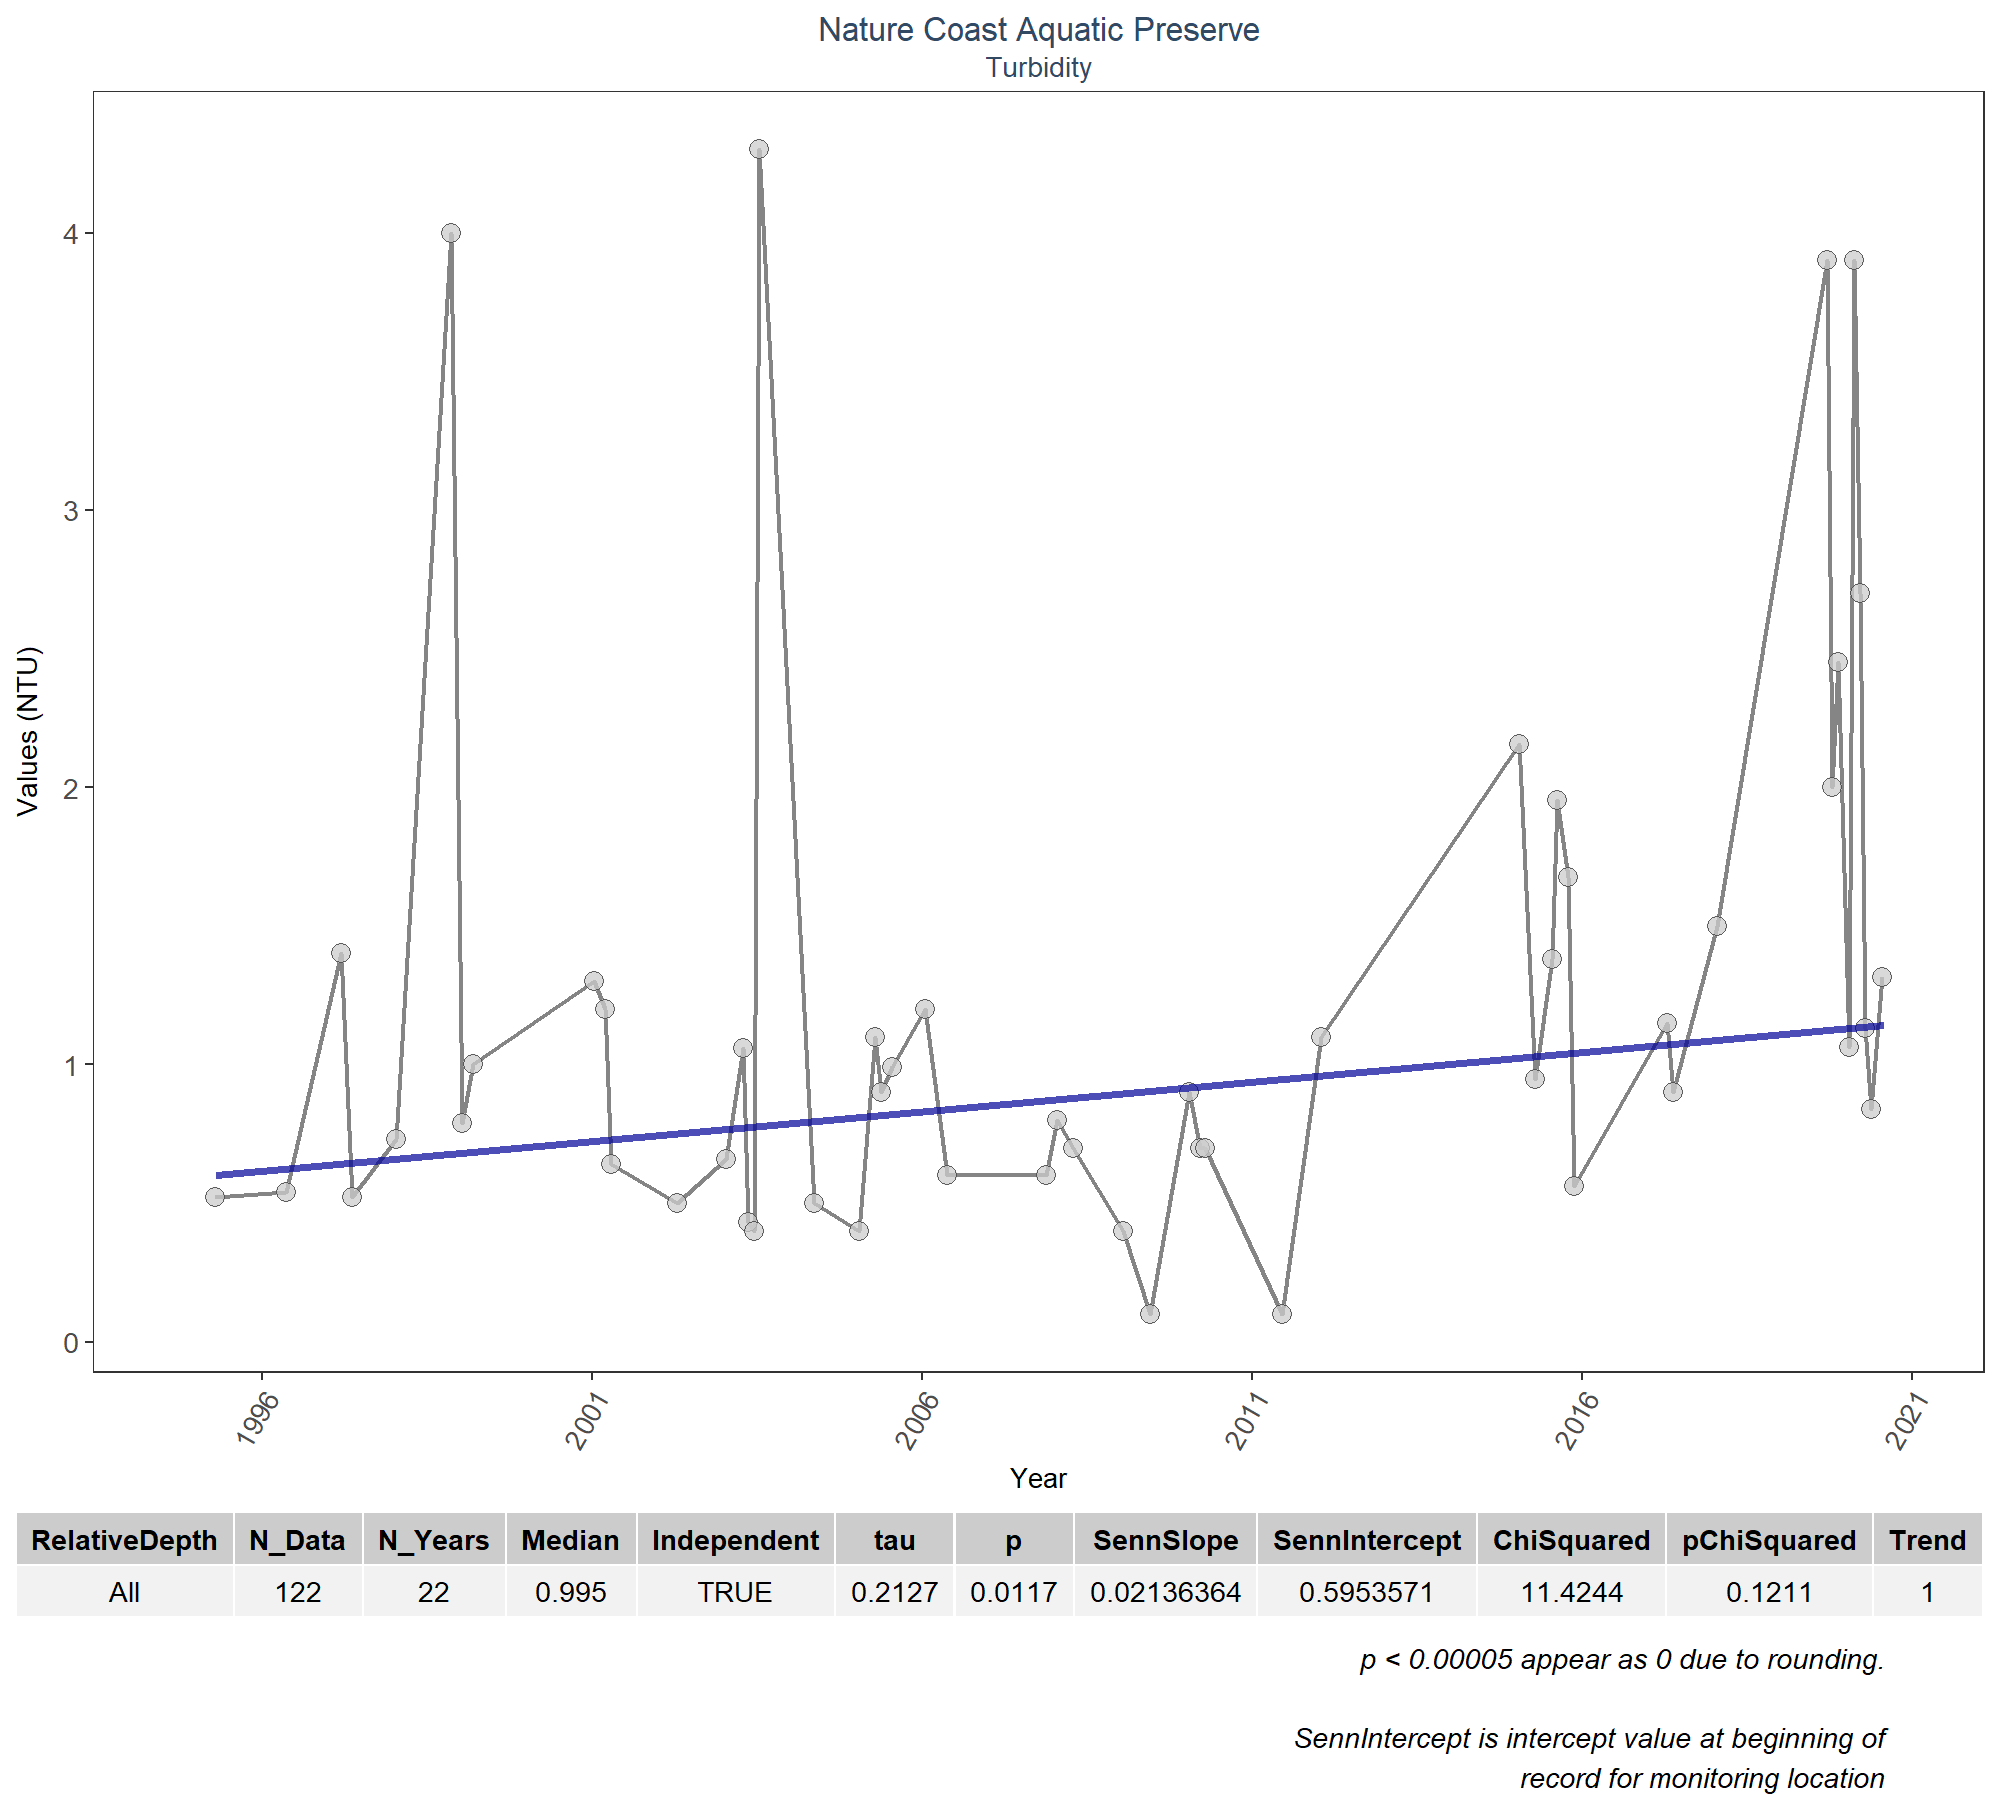 Nature Coast Aquatic Preserve
Turbidity
Values (NTU)
4
3
2
1
0
1996 2001 2006 2011 2016 2021
Year
RelativeDepth N_Data N_Years Median Independent tau p SennSlope SennIntercept ChiSquared pChiSquared Trend
All 122 22 0.995 TRUE 0.2127 0.0117 0.02136364 0.5953571 11.4244 0.1211 1
p < 0.00005 appear as 0 due to rounding.
SennIntercept is intercept value at beginning of
record for monitoring location